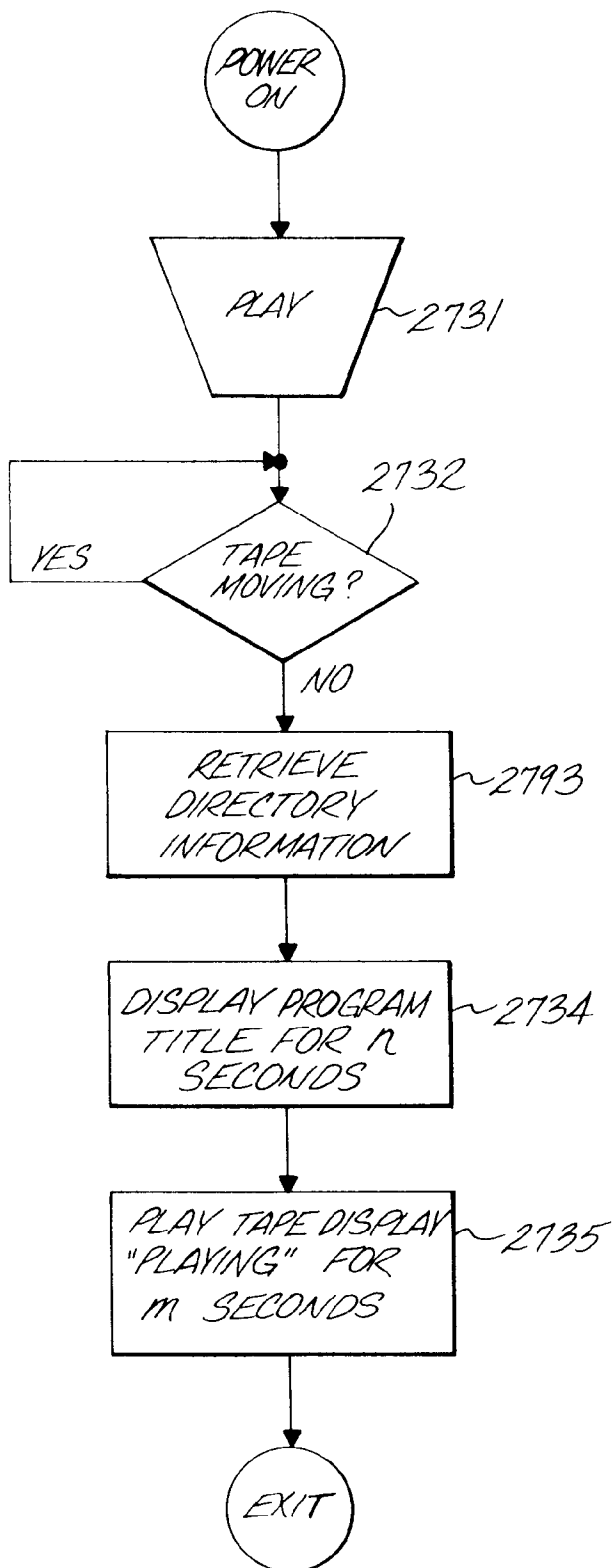 POWER
ON
PLAY
2731
2732
YES
TAPE
MOVING?
NO
RETRIEVE
DIRECTORY
INFORMATION
2793
DISPLAY PROGRAM
TITLE FOR n
SECONDS
2734
PLAY TAPE DISPLAY
"PLAYING" FOR
m SECONDS
2735
EXIT